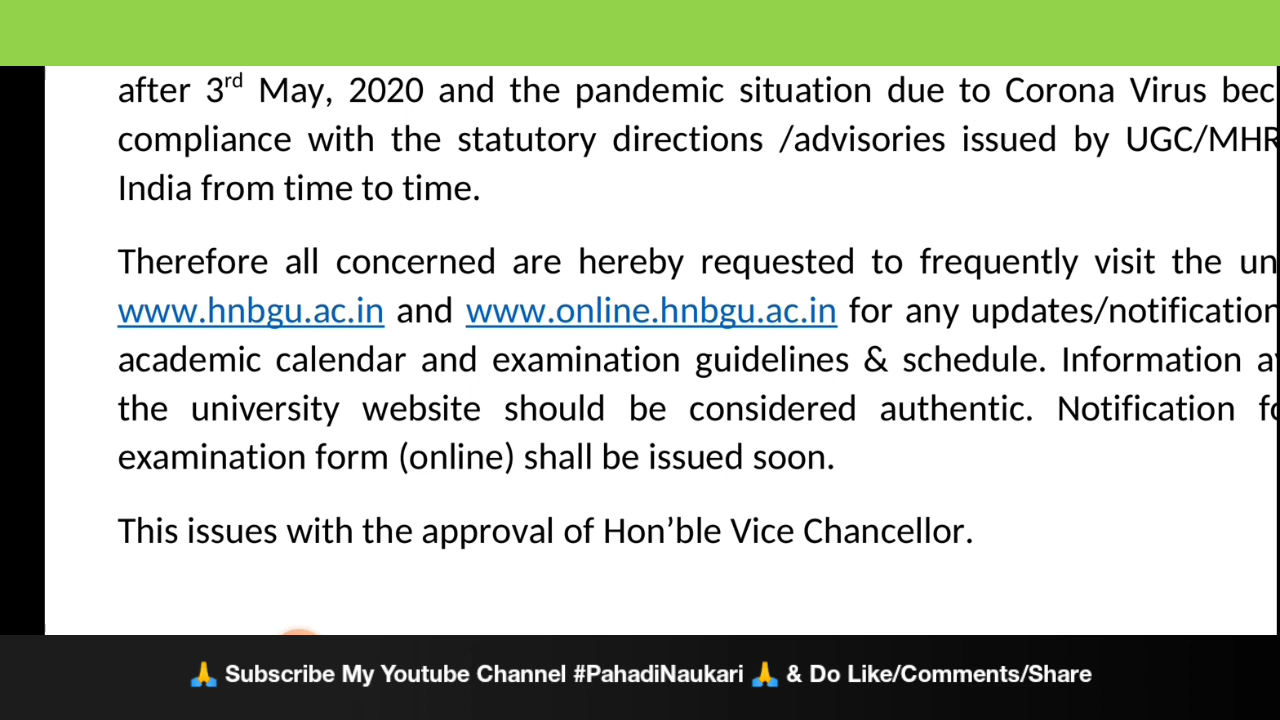 after 3rd May, 2020 and the pandemic situation due to Corona Virus
compliance with the statutory directions /advisories issued by
India from time to time.
Therefore all concerned are hereby requested to frequently visit the
www.hnbgu.ac.in and www.online.hnbgu.ac.in for any updates/notification
academic calendar and examination guidelines & schedule. Information
the university website should be considered authentic. Notification
examination form (online) shall be issued soon.
This issues with the approval of Hon’ble Vice Chancellor.
🙏 Subscribe My Youtube Channel #PahadiNaukari 🙏 & Do Like/Comments/Share